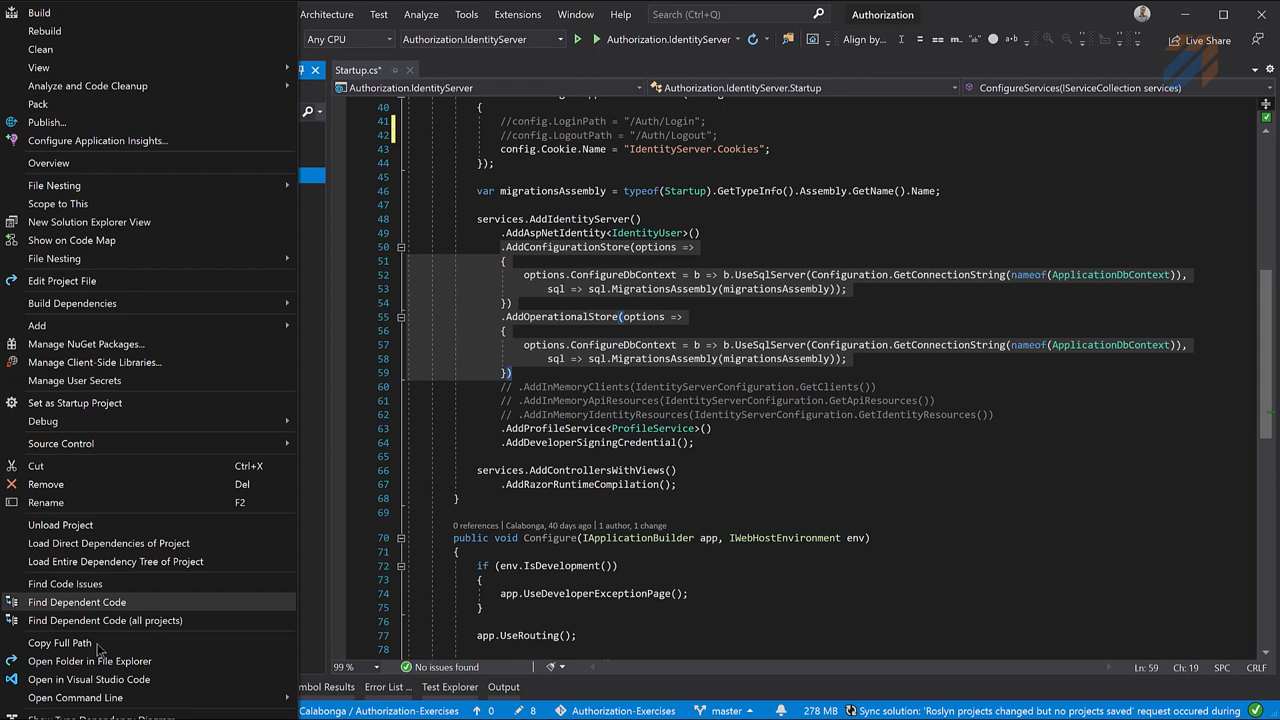 Build
Rebuild
Clean
View
Analyze and Code Cleanup
Pack
Publish...
Configure Application Insights...
Overview
File Nesting
Scope to This
New Solution Explorer View
Show on Code Map
File Nesting
Edit Project File
Build Dependencies
Add
Manage NuGet Packages...
Manage Client-Side Libraries...
Manage User Secrets
Set as Startup Project
Debug
Source Control
Cut Ctrl+X
Remove Del
Rename F2
Unload Project
Load Direct Dependencies of Project
Load Entire Dependency Tree of Project
Find Code Issues
Find Dependent Code
Find Dependent Code (all projects)
Copy Full Path
Open Folder in File Explorer
Open in Visual Studio Code
Open Command Line
Architecture Test Analyze Tools Extensions Window Help Search (Ctrl+Q) Authorization
Any CPU Authorization.IdentityServer Authorization.IdentityServer Align by... Live Share
Startup.cs*
Authorization.IdentityServer Authorization.IdentityServer.Startup ConfigureServices(IServiceCollection services)
40 {
41 //config.LoginPath = "/Auth/Login";
42 //config.LogoutPath = "/Auth/Logout";
43 config.Cookie.Name = "IdentityServer.Cookies";
44 });
45
46 var migrationsAssembly = typeof(Startup).GetTypeInfo().Assembly.GetName().Name;
47
48 services.AddIdentityServer()
49 .AddAspNetIdentity<IdentityUser>()
50 .AddConfigurationStore(options =>
51 {
52 options.ConfigureDbContext = b => b.UseSqlServer(Configuration.GetConnectionString(nameof(ApplicationDbContext)),
53 sql => sql.MigrationsAssembly(migrationsAssembly));
54 })
55 .AddOperationalStore(options =>
56 {
57 options.ConfigureDbContext = b => b.UseSqlServer(Configuration.GetConnectionString(nameof(ApplicationDbContext)),
58 sql => sql.MigrationsAssembly(migrationsAssembly));
59 })
60 // .AddInMemoryClients(IdentityServerConfiguration.GetClients())
61 // .AddInMemoryApiResources(IdentityServerConfiguration.GetApiResources())
62 // .AddInMemoryIdentityResources(IdentityServerConfiguration.GetIdentityResources())
63 .AddProfileService<ProfileService>()
64 .AddDeveloperSigningCredential();
65
66 services.AddControllersWithViews()
67 .AddRazorRuntimeCompilation();
68 }
69
0 references | Calabonga, 40 days ago | 1 author, 1 change
70 public void Configure(IApplicationBuilder app, IWebHostEnvironment env)
71 {
72 if (env.IsDevelopment())
73 {
74 app.UseDeveloperExceptionPage();
75 }
76
77 app.UseRouting();
78
99 % No issues found Ln: 59 Ch: 19 SPC CRLF
mbol Results Error List ... Test Explorer Output
Calabonga / Authorization-Exercises 0 8 Authorization-Exercises master 278 MB Sync solution: 'Roslyn projects changed but no projects saved' request occured during